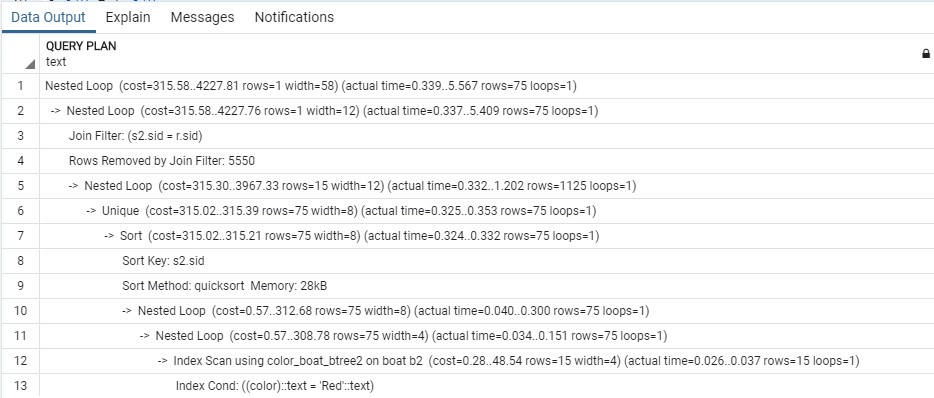 Data Output Explain Messages Notifications
QUERY PLAN
text
1 Nested Loop (cost=315.58..4227.81 rows=1 width=58) (actual time=0.339..5.567 rows=75 loops=1)
2 -> Nested Loop (cost=315.58..4227.76 rows=1 width=12) (actual time=0.337..5.409 rows=75 loops=1)
3 Join Filter: (s2.sid = r.sid)
4 Rows Removed by Join Filter: 5550
5 -> Nested Loop (cost=315.30..3967.33 rows=15 width=12) (actual time=0.332..1.202 rows=1125 loops=1)
6 -> Unique (cost=315.02..315.39 rows=75 width=8) (actual time=0.325..0.353 rows=75 loops=1)
7 -> Sort (cost=315.02..315.21 rows=75 width=8) (actual time=0.324..0.332 rows=75 loops=1)
8 Sort Key: s2.sid
9 Sort Method: quicksort Memory: 28kB
10 -> Nested Loop (cost=0.57..312.68 rows=75 width=8) (actual time=0.040..0.300 rows=75 loops=1)
11 -> Nested Loop (cost=0.57..308.78 rows=75 width=4) (actual time=0.034..0.151 rows=75 loops=1)
12 -> Index Scan using color_boat_btree2 on boat b2 (cost=0.28..48.54 rows=15 width=4) (actual time=0.026..0.037 rows=15 loops=1)
13 Index Cond: ((color)::text = 'Red'::text)